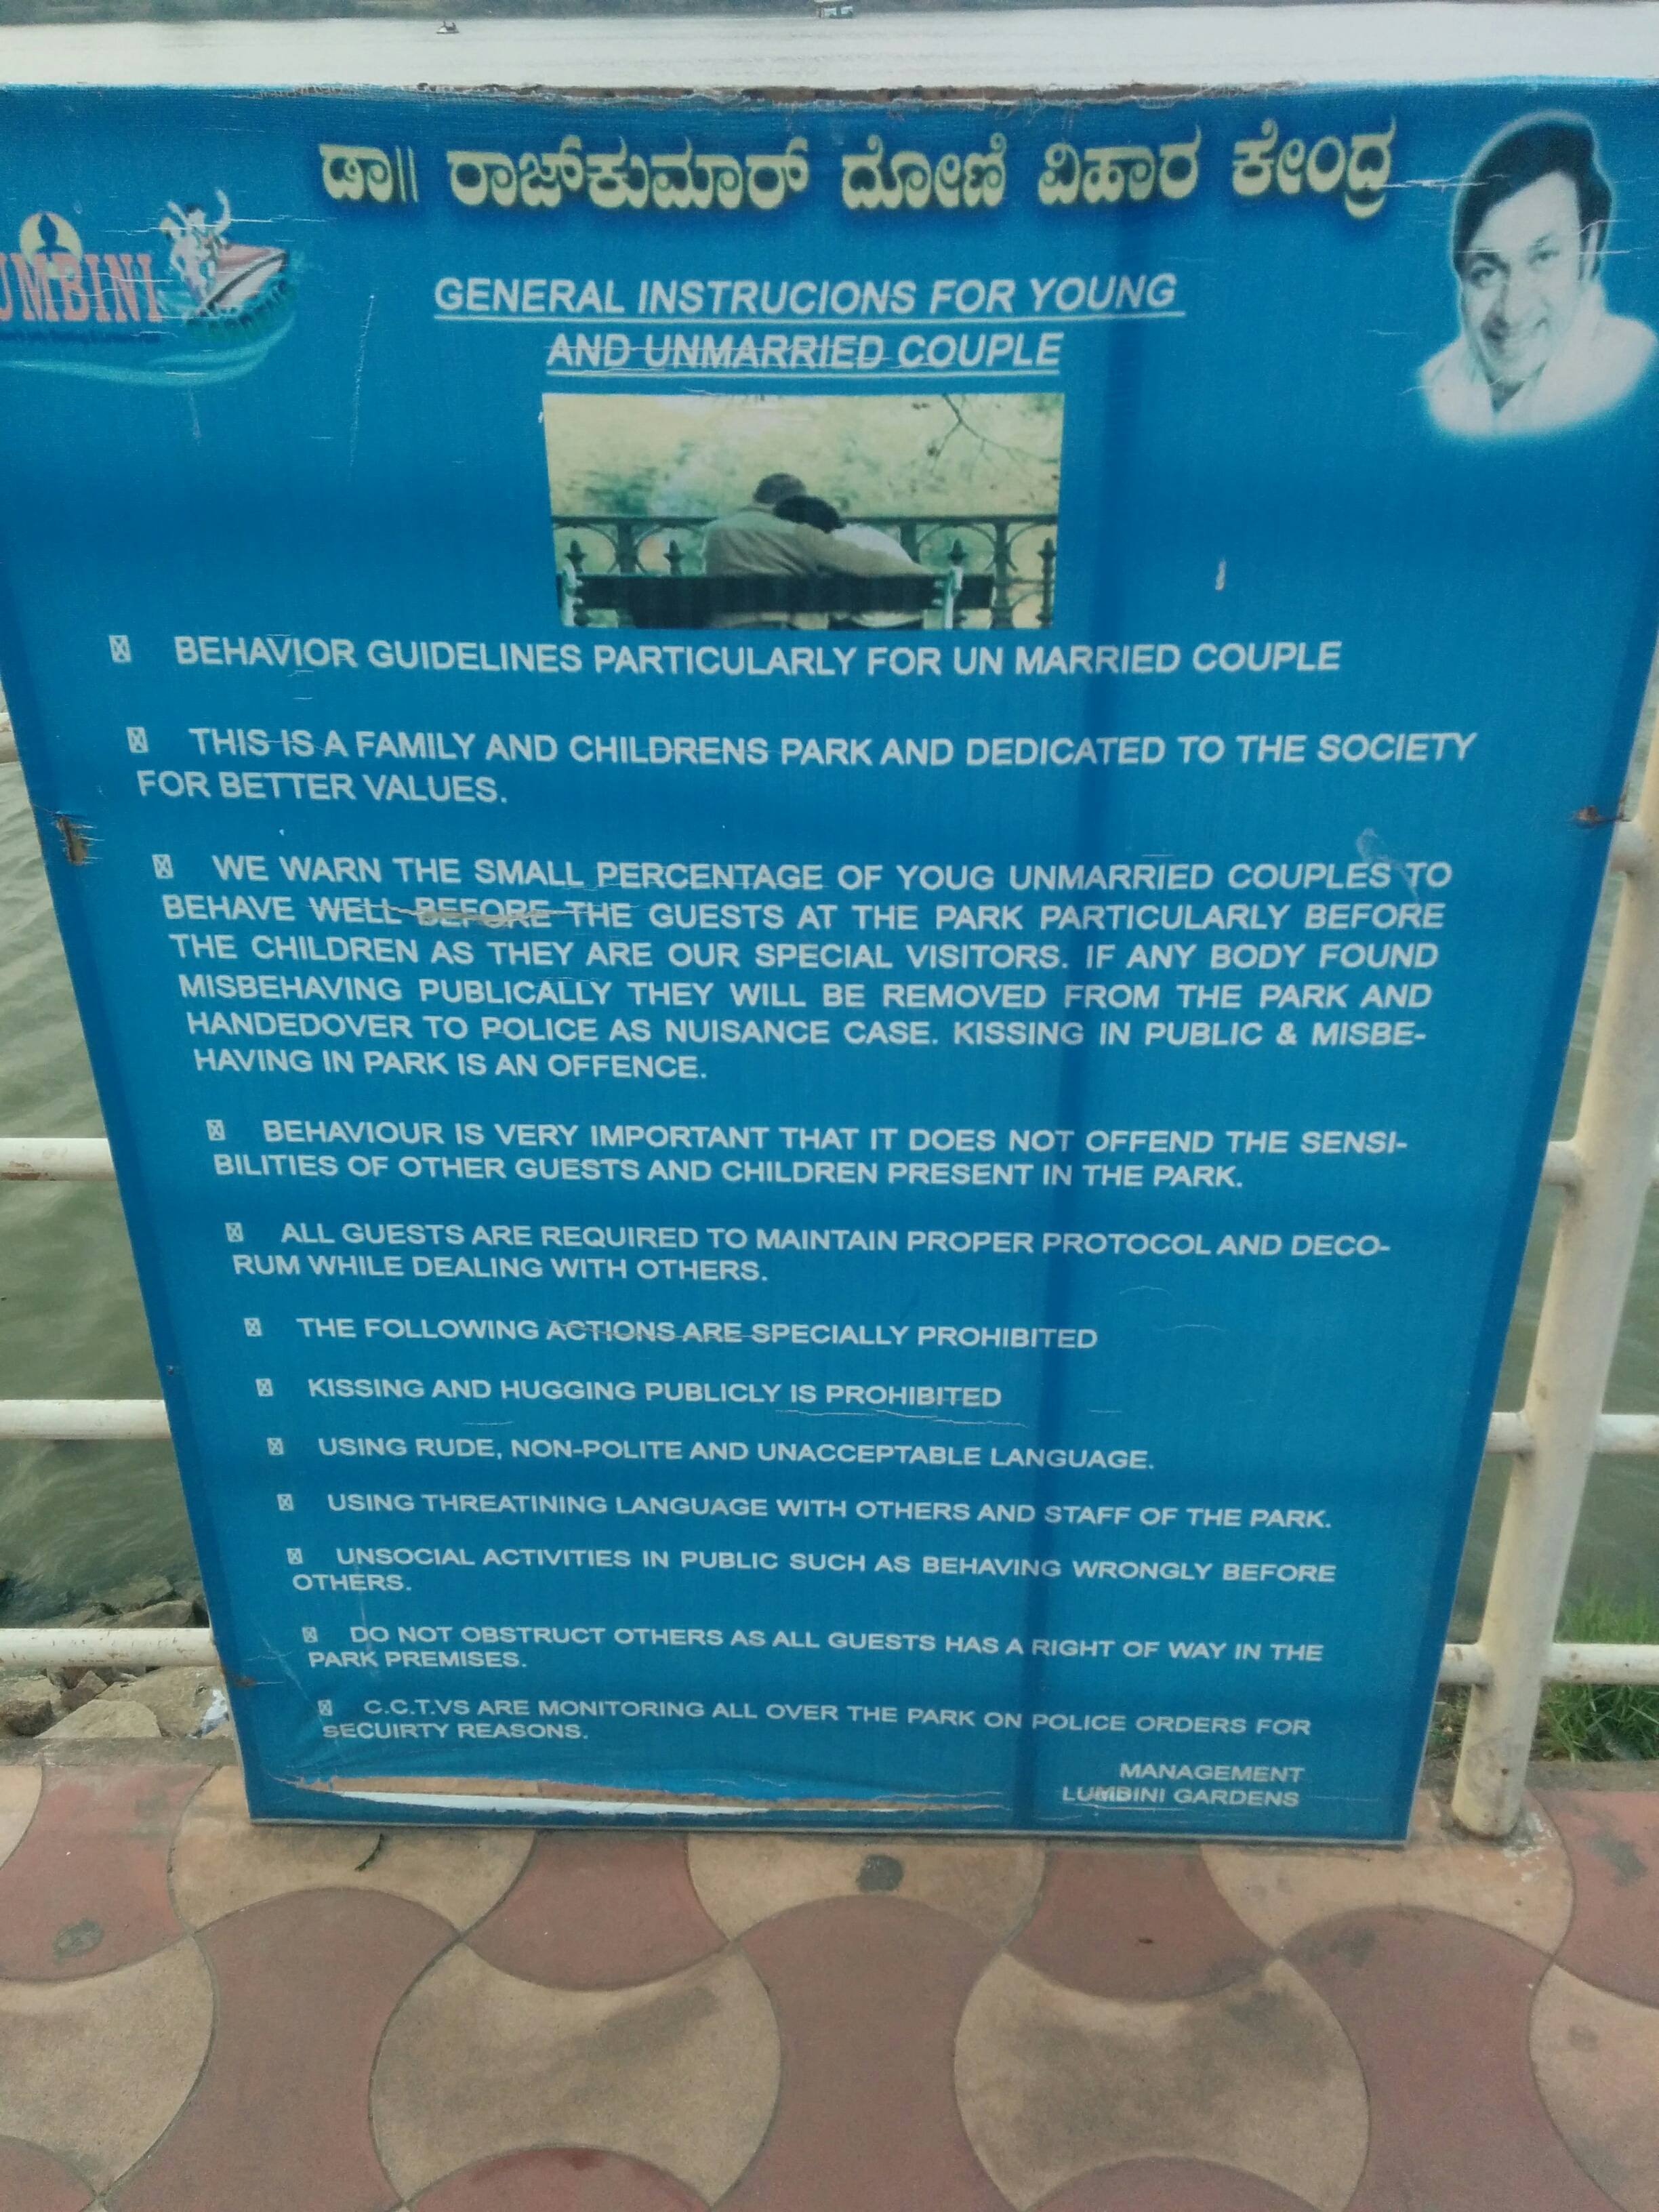 ಡಾ|| ರಾಜ್‌ಕುಮಾರ್ ದೋಣಿ ವಿಹಾರ ಕೇಂದ್ರ
UMBINI
GENERAL INSTRUCIONS FOR YOUNG
AND UNMARRIED COUPLE
BEHAVIOR GUIDELINES PARTICULARLY FOR UN MARRIED COUPLE
THIS IS A FAMILY AND CHILDRENS PARK AND DEDICATED TO THE SOCIETY
FOR BETTER VALUES.
WE WARN THE SMALL PERCENTAGE OF YOUG UNMARRIED COUPLES TO
BEHAVE WELL BEFORE THE GUESTS AT THE PARK PARTICULARLY BEFORE
THE CHILDREN AS THEY ARE OUR SPECIAL VISITORS. IF ANY BODY FOUND
MISBEHAVING PUBLICALLY THEY WILL BE REMOVED FROM THE PARK AND
HANDEDOVER TO POLICE AS NUISANCE CASE. KISSING IN PUBLIC & MISBE-
HAVING IN PARK IS AN OFFENCE.
BEHAVIOUR IS VERY IMPORTANT THAT IT DOES NOT OFFEND THE SENSI-
BILITIES OF OTHER GUESTS AND CHILDREN PRESENT IN THE PARK.
ALL GUESTS ARE REQUIRED TO MAINTAIN PROPER PROTOCOL AND DECO-
RUM WHILE DEALING WITH OTHERS.
THE FOLLOWING ACTIONS ARE SPECIALLY PROHIBITED
KISSING AND HUGGING PUBLICLY IS PROHIBITED
USING RUDE, NON-POLITE AND UNACCEPTABLE LANGUAGE.
USING THREATINING LANGUAGE WITH OTHERS AND STAFF OF THE PARK.
UNSOCIAL ACTIVITIES IN PUBLIC SUCH AS BEHAVING WRONGLY BEFORE
OTHERS.
DO NOT OBSTRUCT OTHERS AS ALL GUESTS HAS A RIGHT OF WAY IN THE
PARK PREMISES.
C.C.T.VS ARE MONITORING ALL OVER THE PARK ON POLICE ORDERS FOR
SECUIRTY REASONS.
MANAGEMENT
LUMBINI GARDENS